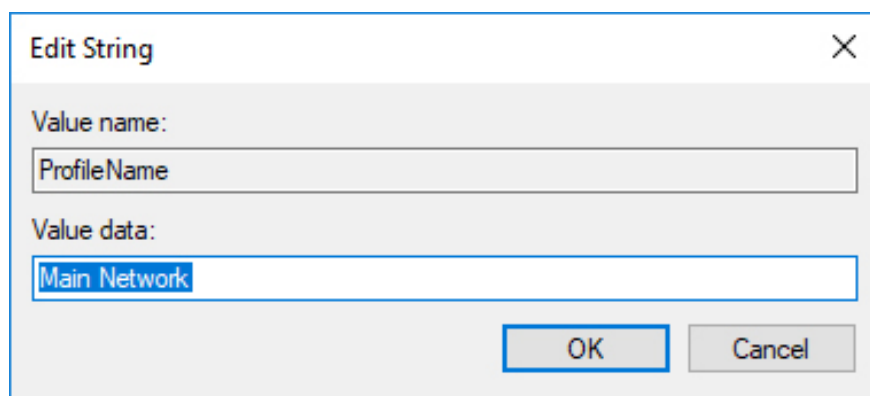 Edit String
Value name:
ProfileName
Value data:
Main Network
OK Cancel